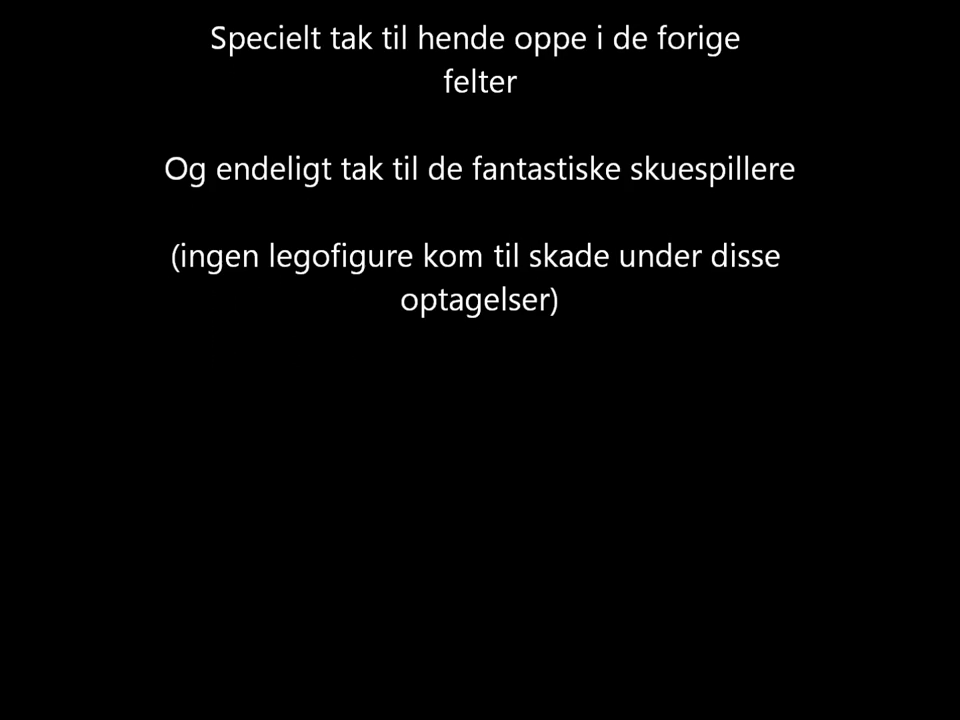 Specielt tak til hende oppe i de forige
felter
Og endeligt tak til de fantastiske skuespillere
(ingen legofigure kom til skade under disse
optagelser)